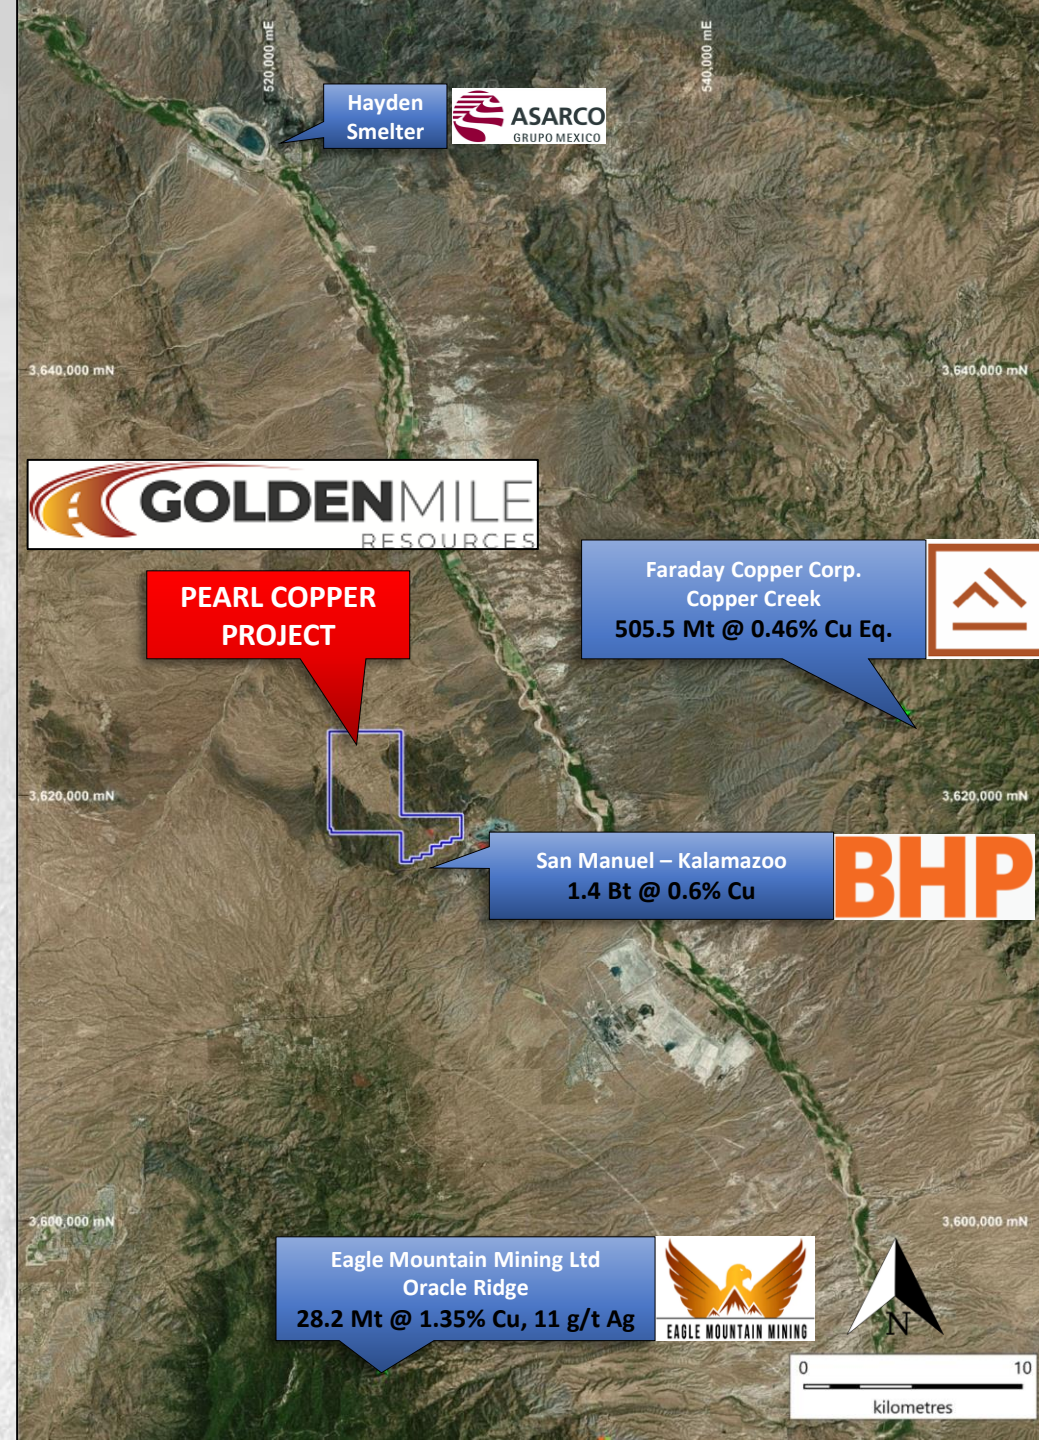 520,000 mE
540,000 mE
Hayden
Smelter
ASARCO
GRUPO MEXICO
3,640,000 mN
3,640,000 mN
GOLDENMILE
RESOURCES
PEARL COPPER
PROJECT
Faraday Copper Corp.
Copper Creek
505.5 Mt @ 0.46% Cu Eq.
3,620,000 mN
3,620,000 mN
San Manuel – Kalamazoo
1.4 Bt @ 0.6% Cu
BHP
3,600,000 mN
3,600,000 mN
Eagle Mountain Mining Ltd
Oracle Ridge
28.2 Mt @ 1.35% Cu, 11 g/t Ag
EAGLE MOUNTAIN MINING
N
0 10
kilometres